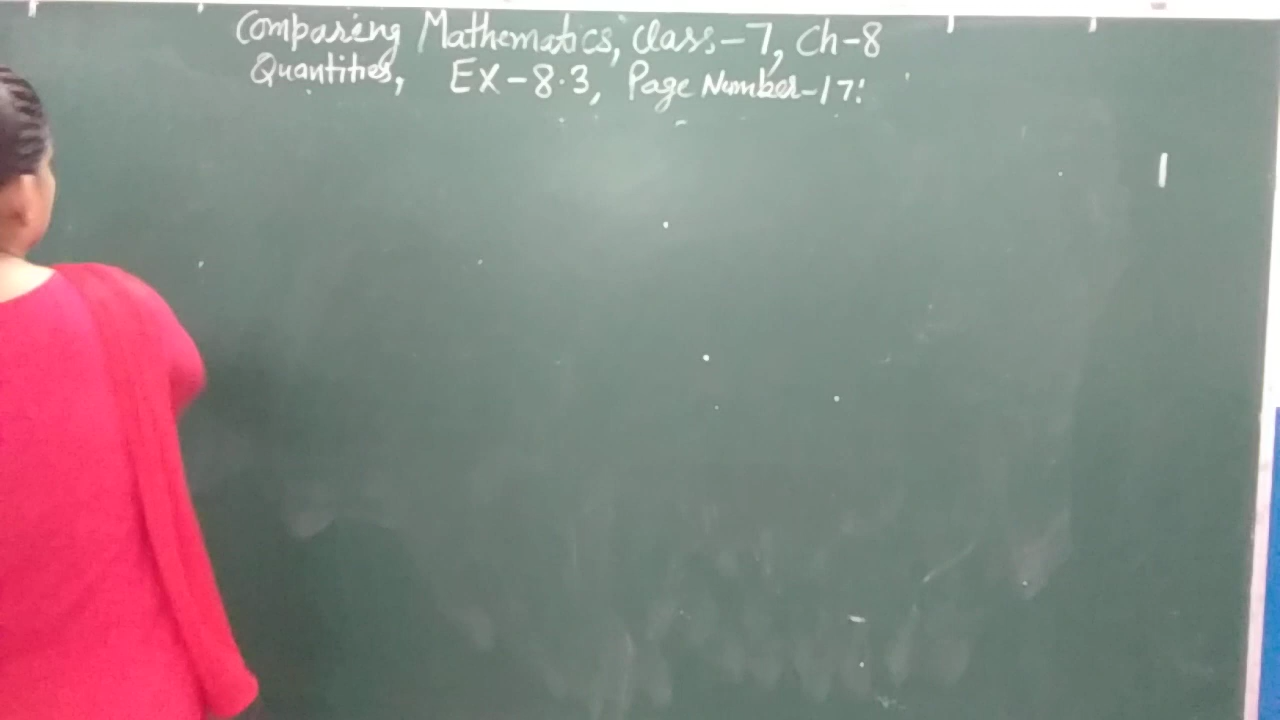 Comparing Mathematics, class-7, Ch-8
Quantities, Ex-8.3, Page Number-17